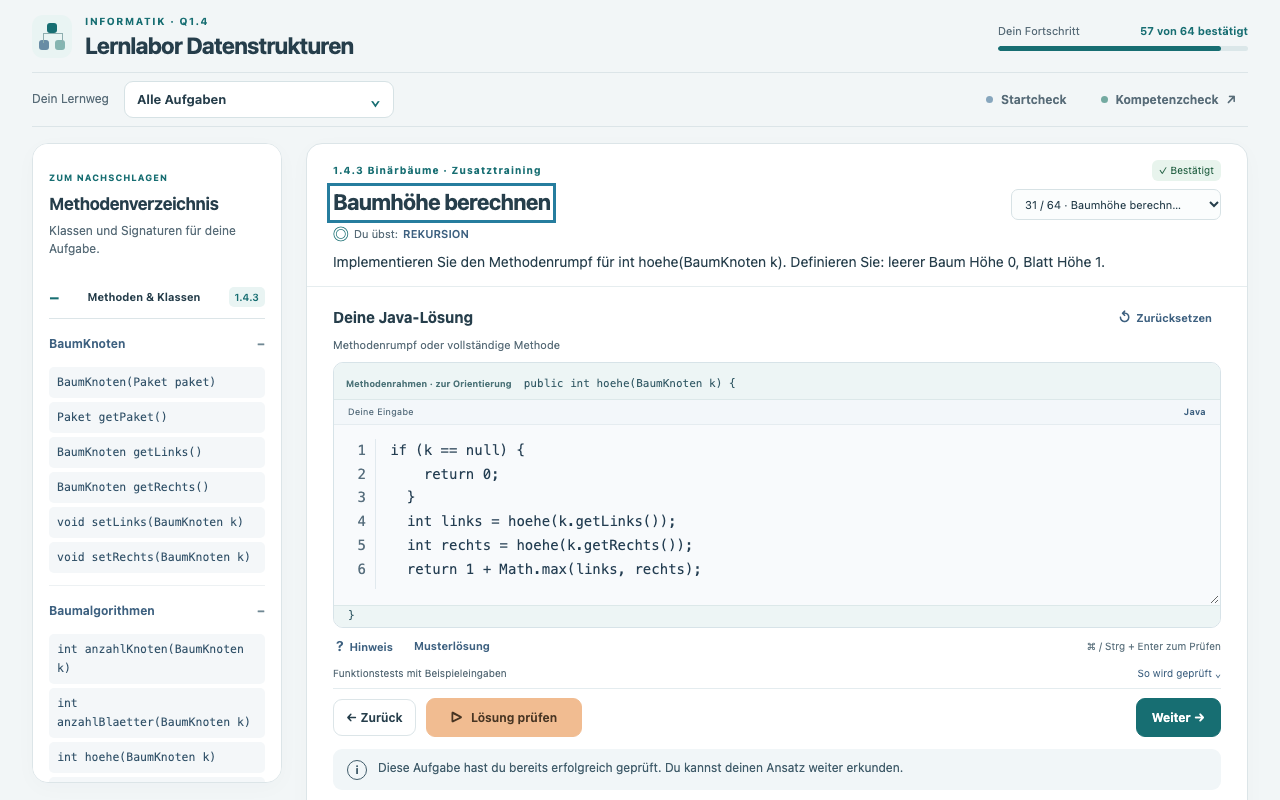 INFORMATIK · Q1.4
Lernlabor Datenstrukturen
Dein Fortschritt
57 von 64 bestätigt
Dein Lernweg
Alle Aufgaben
Startcheck
Kompetenzcheck ↗
ZUM NACHSCHLAGEN
Methodenverzeichnis
Klassen und Signaturen für deine
Aufgabe.
– Methoden & Klassen 1.4.3
BaumKnoten –
BaumKnoten(Paket paket)
Paket getPaket()
BaumKnoten getLinks()
BaumKnoten getRechts()
void setLinks(BaumKnoten k)
void setRechts(BaumKnoten k)
Baumalgorithmen –
int anzahlKnoten(BaumKnoten
k)
int
anzahlBlaetter(BaumKnoten k)
int hoehe(BaumKnoten k)
1.4.3 Binärbäume · Zusatztraining
✓ Bestätigt
Baumhöhe berechnen
31 / 64 · Baumhöhe berechn...
Du übst: REKURSION
Implementieren Sie den Methodenrumpf für int hoehe(BaumKnoten k). Definieren Sie: leerer Baum Höhe 0, Blatt Höhe 1.
Deine Java-Lösung
Zurücksetzen
Methodenrumpf oder vollständige Methode
Methodenrahmen · zur Orientierung public int hoehe(BaumKnoten k) {
Deine Eingabe
Java
1 if (k == null) {
2 return 0;
3 }
4 int links = hoehe(k.getLinks());
5 int rechts = hoehe(k.getRechts());
6 return 1 + Math.max(links, rechts);
}
? Hinweis
Musterlösung
⌘ / Strg + Enter zum Prüfen
Funktionstests mit Beispieleingaben
So wird geprüft
← Zurück
Lösung prüfen
Weiter →
Diese Aufgabe hast du bereits erfolgreich geprüft. Du kannst deinen Ansatz weiter erkunden.